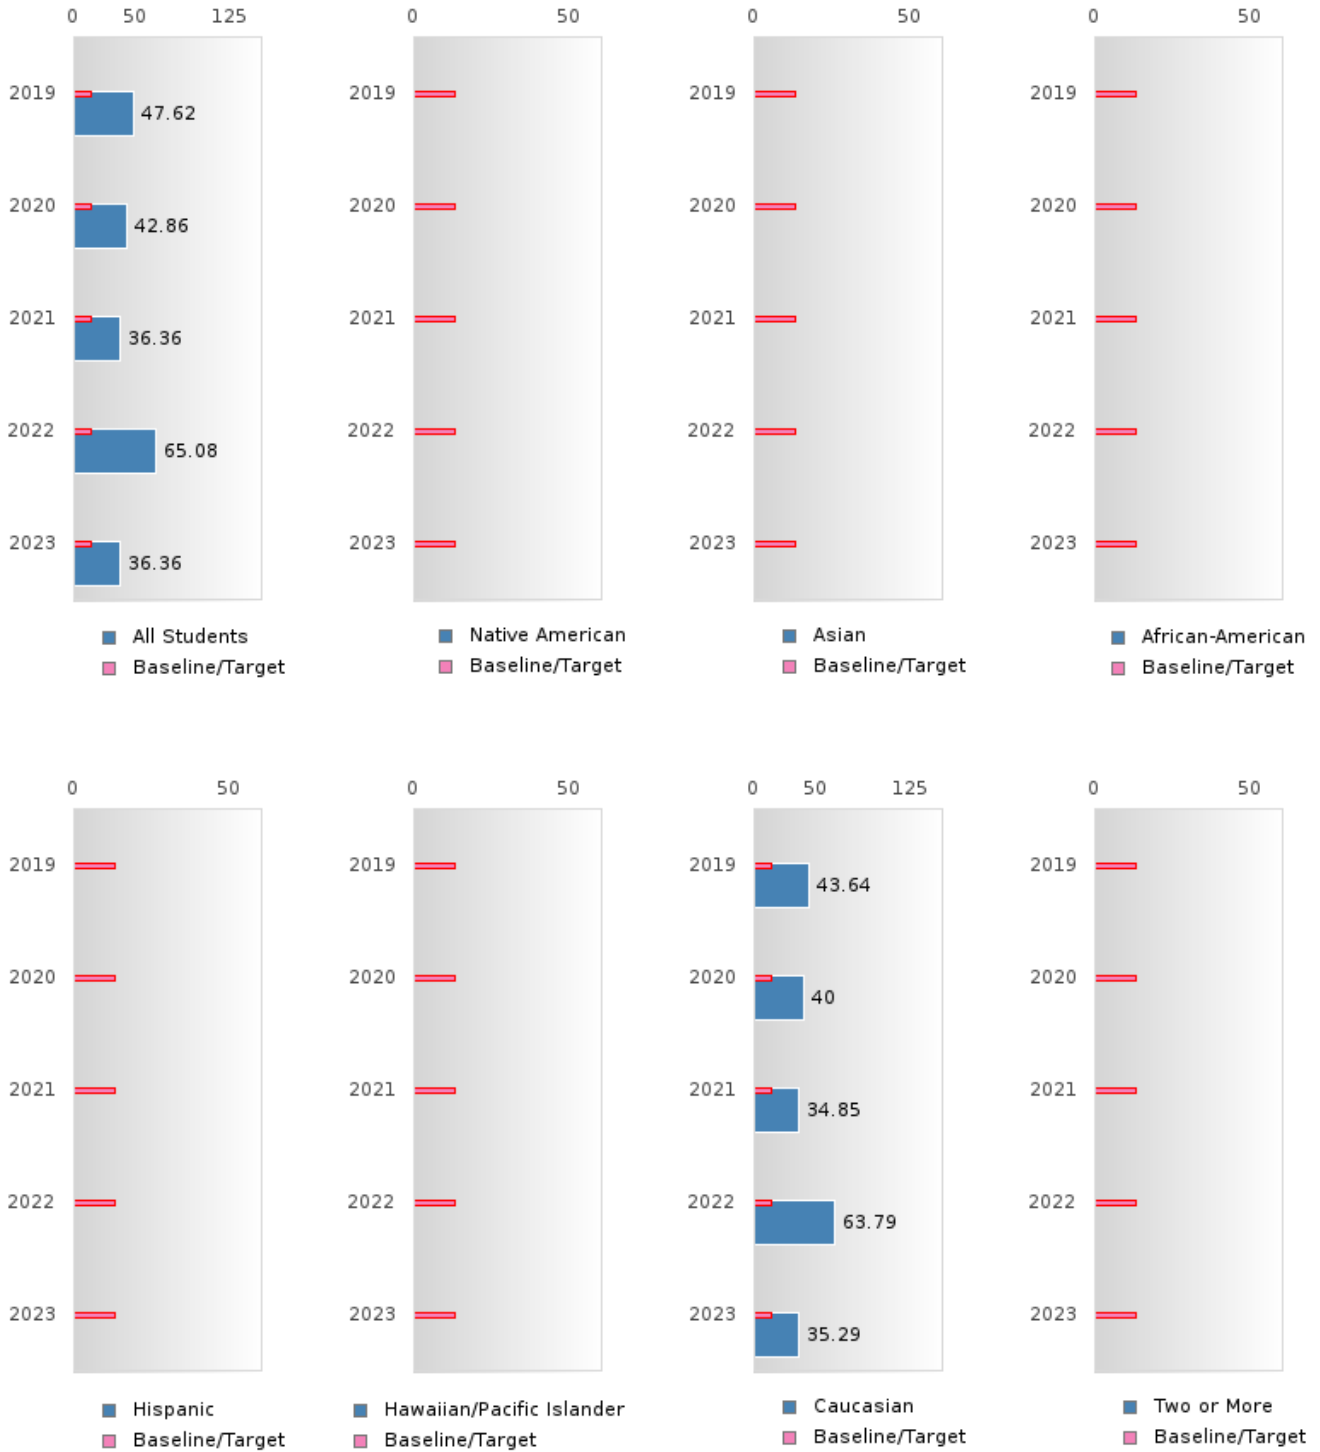 0 50 125
2019 47.62
2020 42.86
2021 36.36
2022 65.08
2023 36.36
All Students
Baseline/Target
0 50
2019
2020
2021
2022
2023
Native American
Baseline/Target
0 50
2019
2020
2021
2022
2023
Asian
Baseline/Target
0 50
2019
2020
2021
2022
2023
African-American
Baseline/Target
0 50
2019
2020
2021
2022
2023
Hispanic
Baseline/Target
0 50
2019
2020
2021
2022
2023
Hawaiian/Pacific Islander
Baseline/Target
0 50 125
2019 43.64
2020 40
2021 34.85
2022 63.79
2023 35.29
Caucasian
Baseline/Target
0 50
2019
2020
2021
2022
2023
Two or More
Baseline/Target